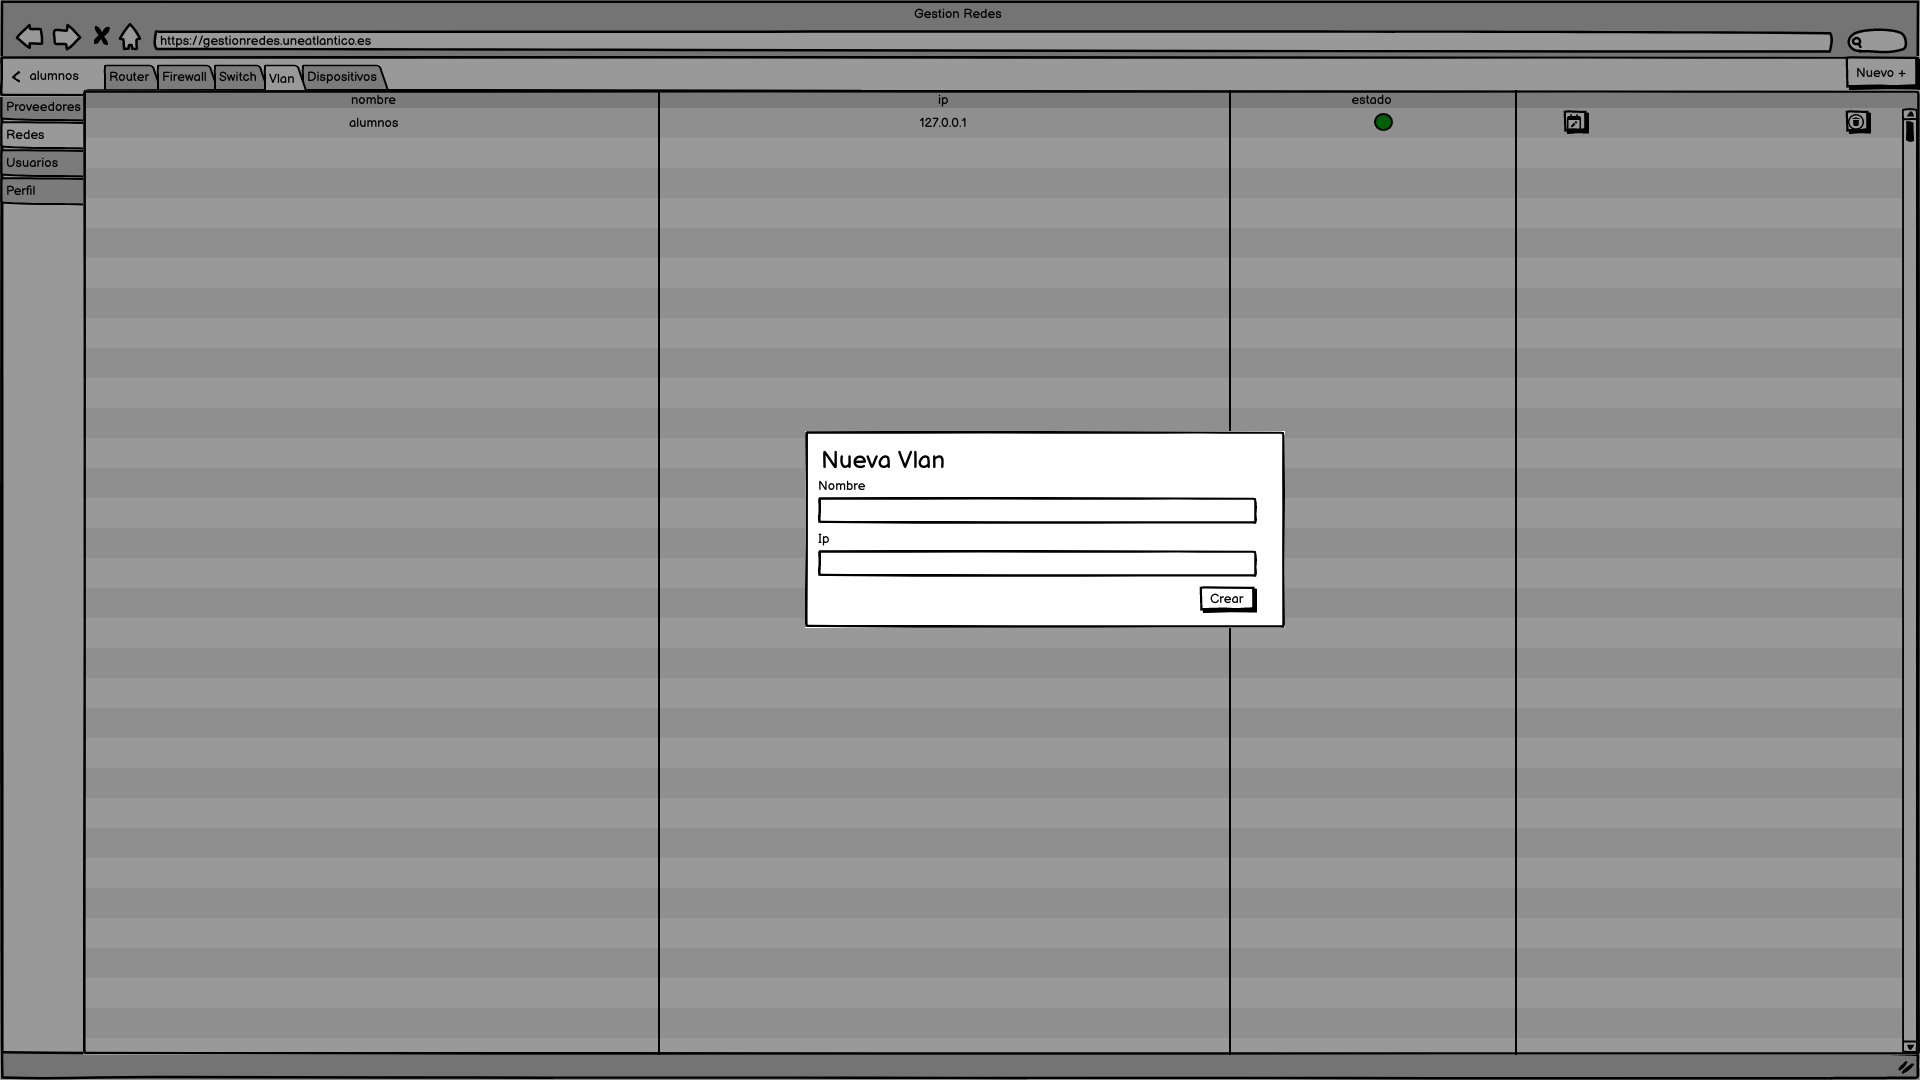 Gestion Redes
https://gestionredes.uneatlantico.es
alumnos
Router
Firewall
Switch
Vlan
Dispositivos
Nuevo +
Proveedores
Redes
Usuarios
Perfil
nombre
ip
estado
alumnos
127.0.0.1
Nueva Vlan
Nombre
Ip
Crear